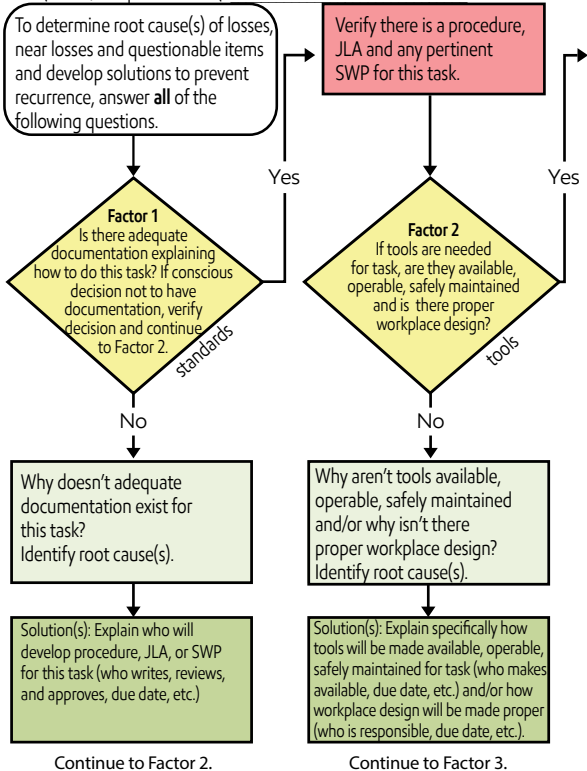 To determine root cause(s) of losses,
near losses and questionable items
and develop solutions to prevent
recurrence, answer all of the
following questions.
Yes
Factor 1
Is there adequate
documentation explaining
how to do this task? If conscious
decision not to have
documentation, verify
decision and continue
to Factor 2.
standards
No
Why doesn't adequate
documentation exist for
this task?
Identify root cause(s).
Solution(s): Explain who will
develop procedure, JLA, or SWP
for this task (who writes, reviews,
and approves, due date, etc.)
Continue to Factor 2.
Verify there is a procedure,
JLA and any pertinent
SWP for this task.
Yes
Factor 2
If tools are needed
for task, are they available,
operable, safely maintained
and is there proper
workplace design?
tools
No
Why aren't tools available,
operable, safely maintained
and/or why isn't there
proper workplace design?
Identify root cause(s).
Solution(s): Explain specifically how
tools will be made available, operable,
safely maintained for task (who makes
available, due date, etc.) and/or how
workplace design will be made proper
(who is responsible, due date, etc.).
Continue to Factor 3.